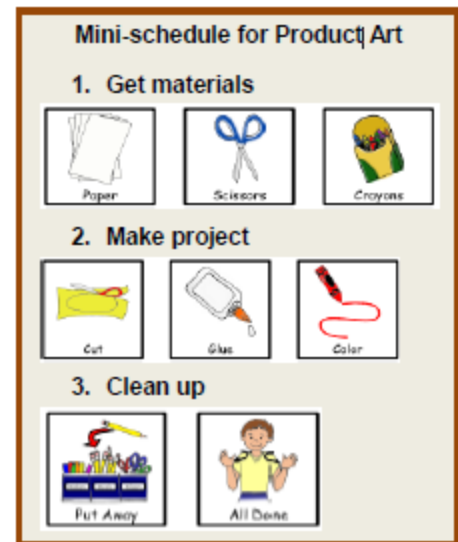 Mini-schedule for Product Art
1. Get materials
Paper Scissors Crayons
2. Make project
Cut Glue Color
3. Clean up
Put Away All Done